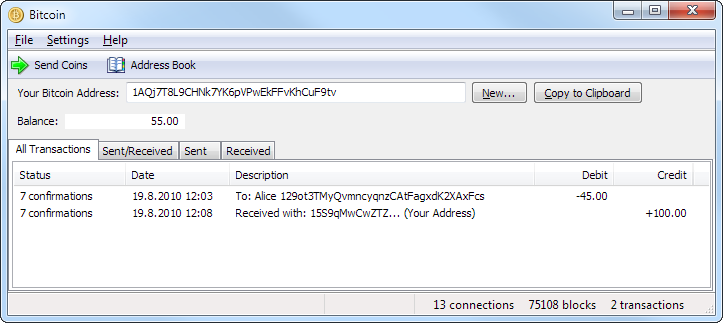 Bitcoin
File Settings Help
Send Coins Address Book
Your Bitcoin Address: 1AQj7T8L9CHNk7YK6pVPwEkFFvKhCuF9tv New... Copy to Clipboard
Balance: 55.00
All Transactions Sent/Received Sent Received
Status Date Description Debit Credit
7 confirmations 19.8.2010 12:03 To: Alice 129ot3TMyQvmncyqnzCAtFagxdK2XAxFcs -45.00
7 confirmations 19.8.2010 12:08 Received with: 15S9qMwCwZTZ... (Your Address) +100.00
13 connections 75108 blocks 2 transactions